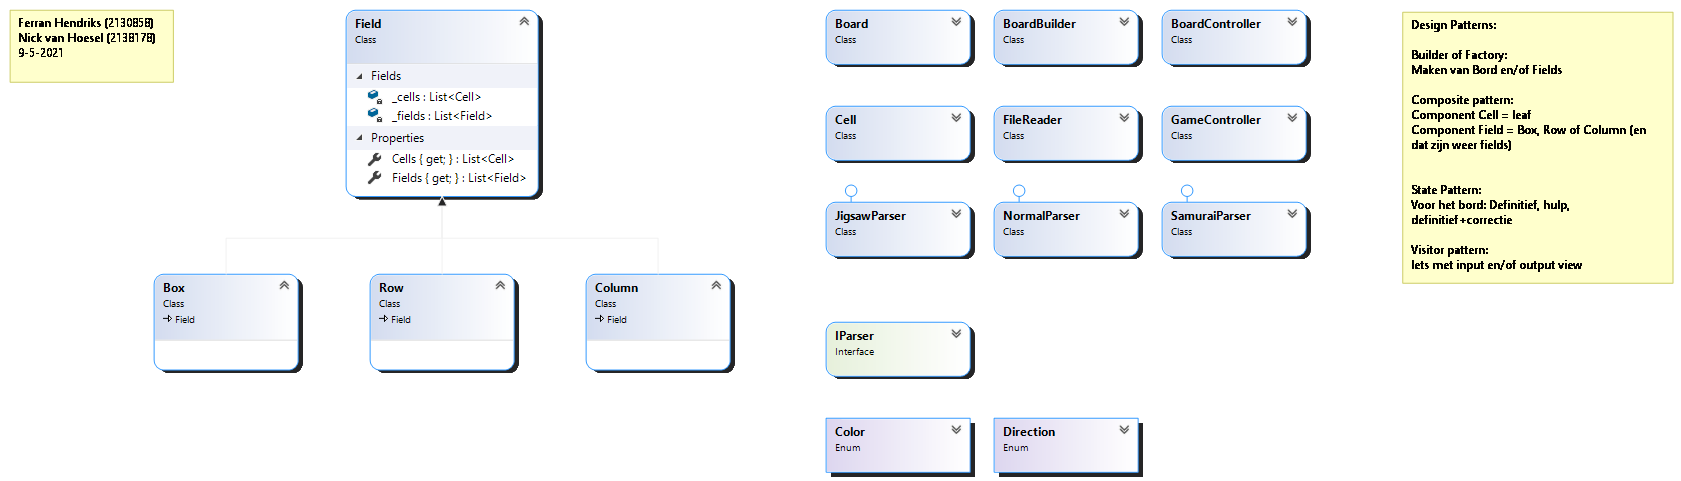 Ferran Hendriks (2130858)
Nick van Hoesel (2138178)
9-5-2021
Field
Class
Fields
_cells : List<Cell>
_fields : List<Field>
Properties
Cells { get; } : List<Cell>
Fields { get; } : List<Field>
Box
Class
Field
Row
Class
Field
Column
Class
Field
Board
Class
BoardBuilder
Class
BoardController
Class
Cell
Class
FileReader
Class
GameController
Class
JigsawParser
Class
NormalParser
Class
SamuraiParser
Class
IParser
Interface
Color
Enum
Direction
Enum
Design Patterns:
Builder of Factory:
Maken van Bord en/of Fields
Composite pattern:
Component Cell = leaf
Component Field = Box, Row of Column (en
dat zijn weer fields)
State Pattern:
Voor het bord: Definitief, hulp,
definitief+correctie
Visitor pattern:
Iets met input en/of output view